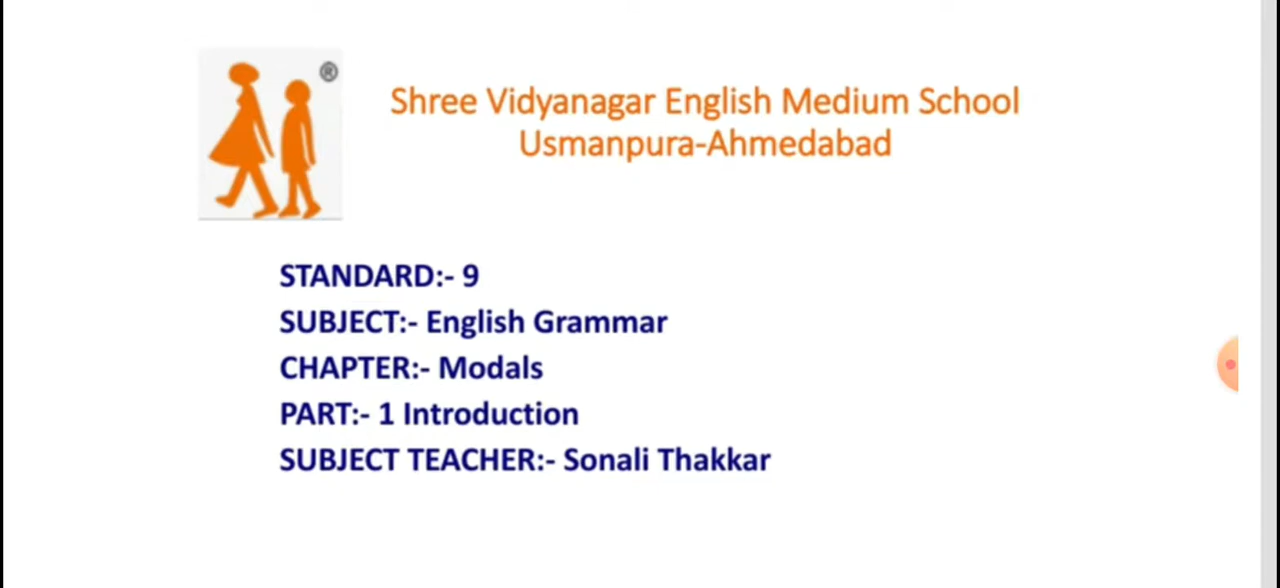 ®
Shree Vidyanagar English Medium School
Usmanpura-Ahmedabad
STANDARD:- 9
SUBJECT:- English Grammar
CHAPTER:- Modals
PART:- 1 Introduction
SUBJECT TEACHER:- Sonali Thakkar